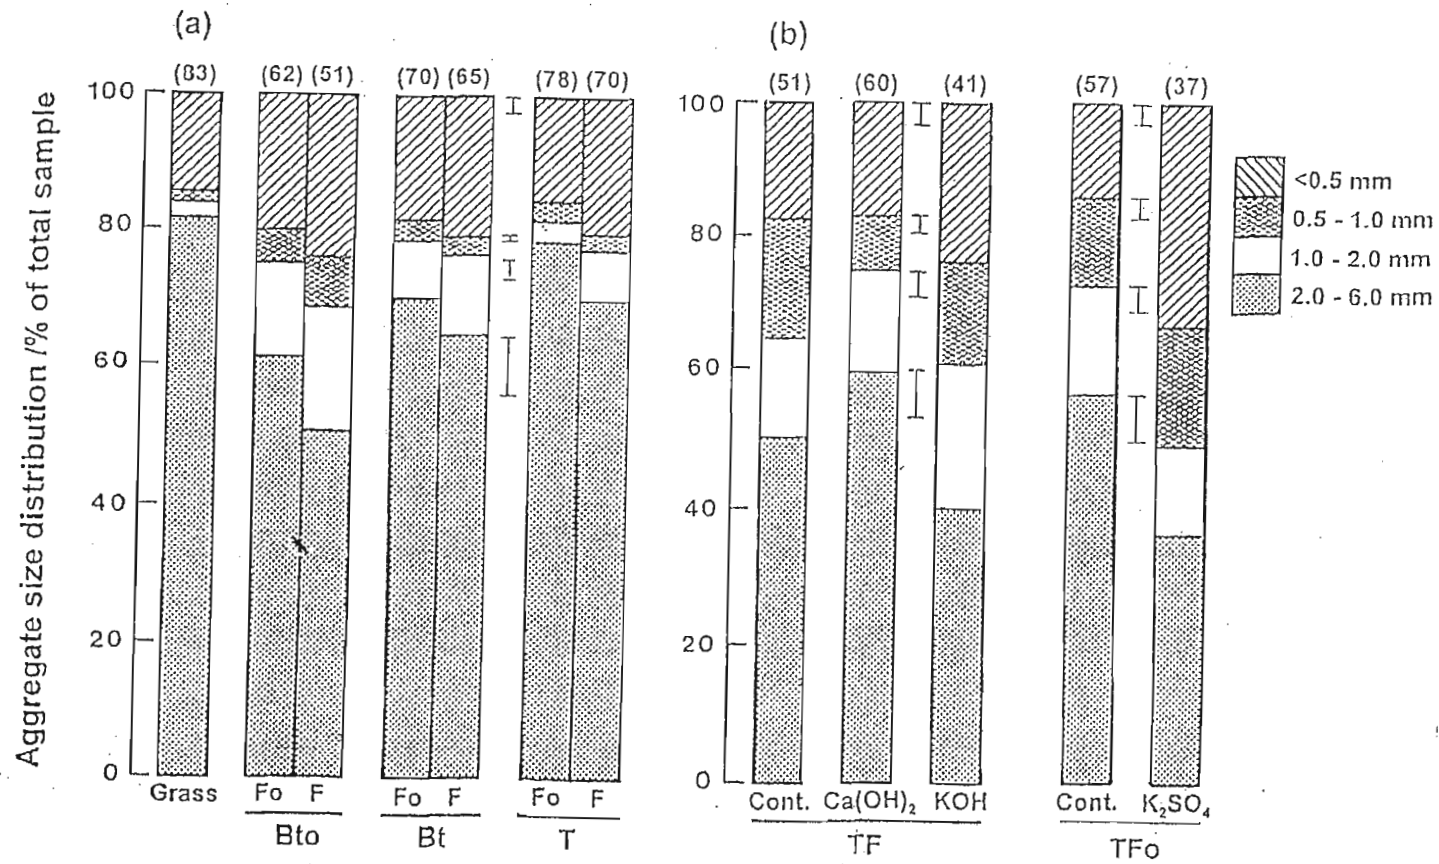 (a)
(83) (62) (51) (70) (65) (78) (70)
Aggregate size distribution /% of total sample
100
80
60
40
20
0
Grass Fo F Fo F Fo F
Bto Bt T
(b)
(51) (60) (41) (57) (37)
100
80
60
40
20
0
Cont. Ca(OH)₂ KOH Cont. K₂SO₄
TF TFo
<0.5 mm
0.5 - 1.0 mm
1.0 - 2.0 mm
2.0 - 6.0 mm